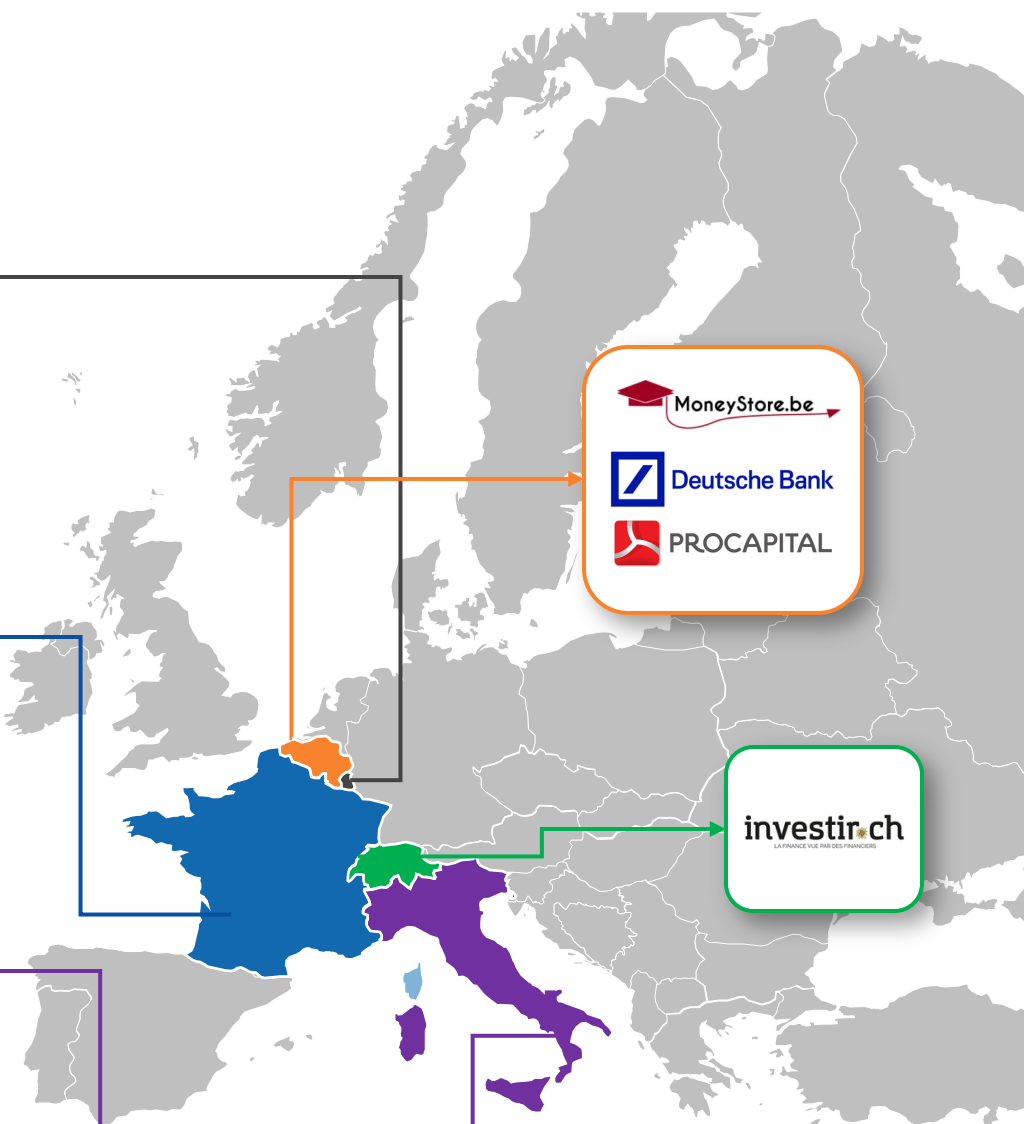 MoneyStore.be
Deutsche Bank
PROCAPITAL
investir.ch
LA FINANCE VUE PAR DES FINANCIERS